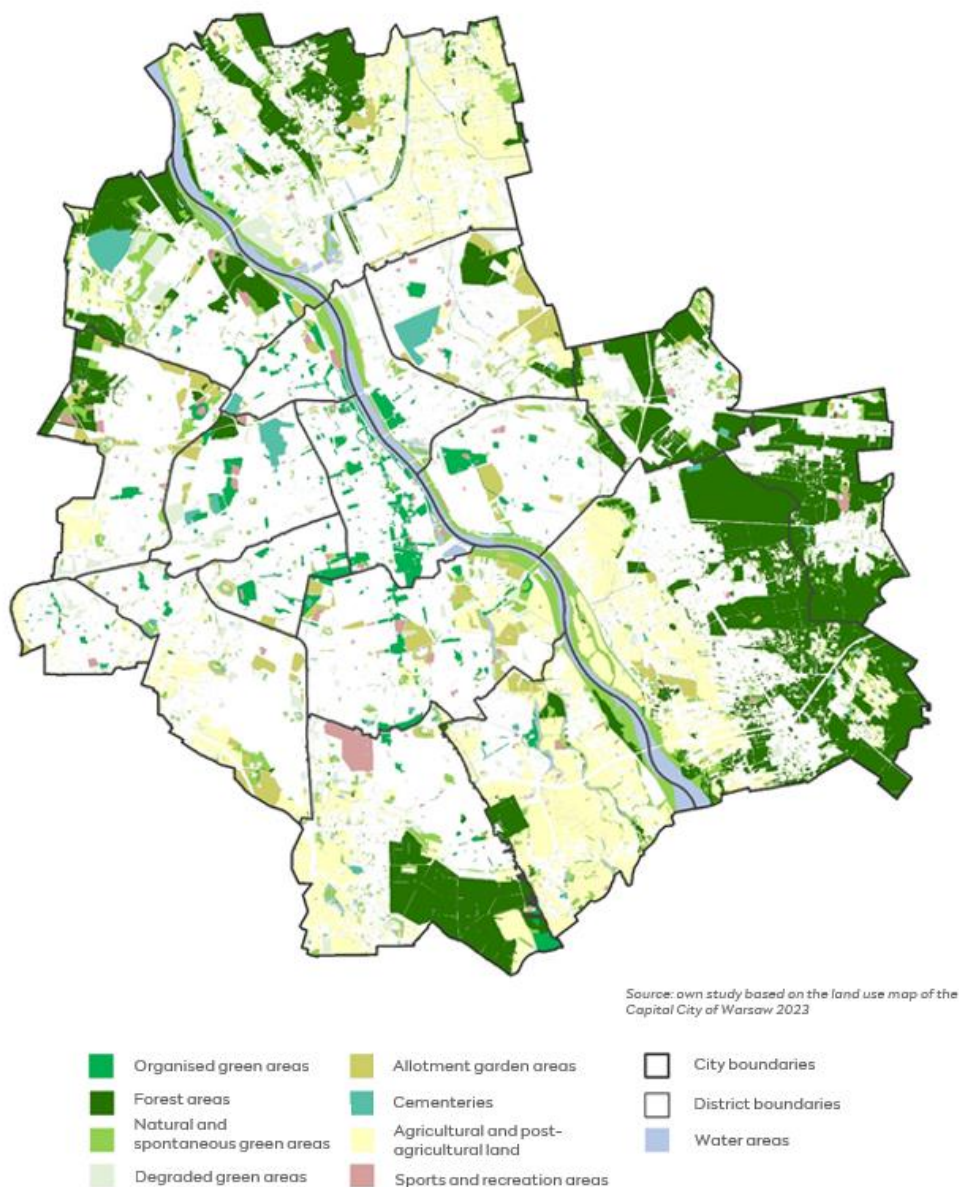 Source: own study based on the land use map of the
Capital City of Warsaw 2023
Organised green areas
Forest areas
Natural and
spontaneous green areas
Degraded green areas
Allotment garden areas
Cementeries
Agricultural and post-
agricultural land
Sports and recreation areas
City boundaries
District boundaries
Water areas